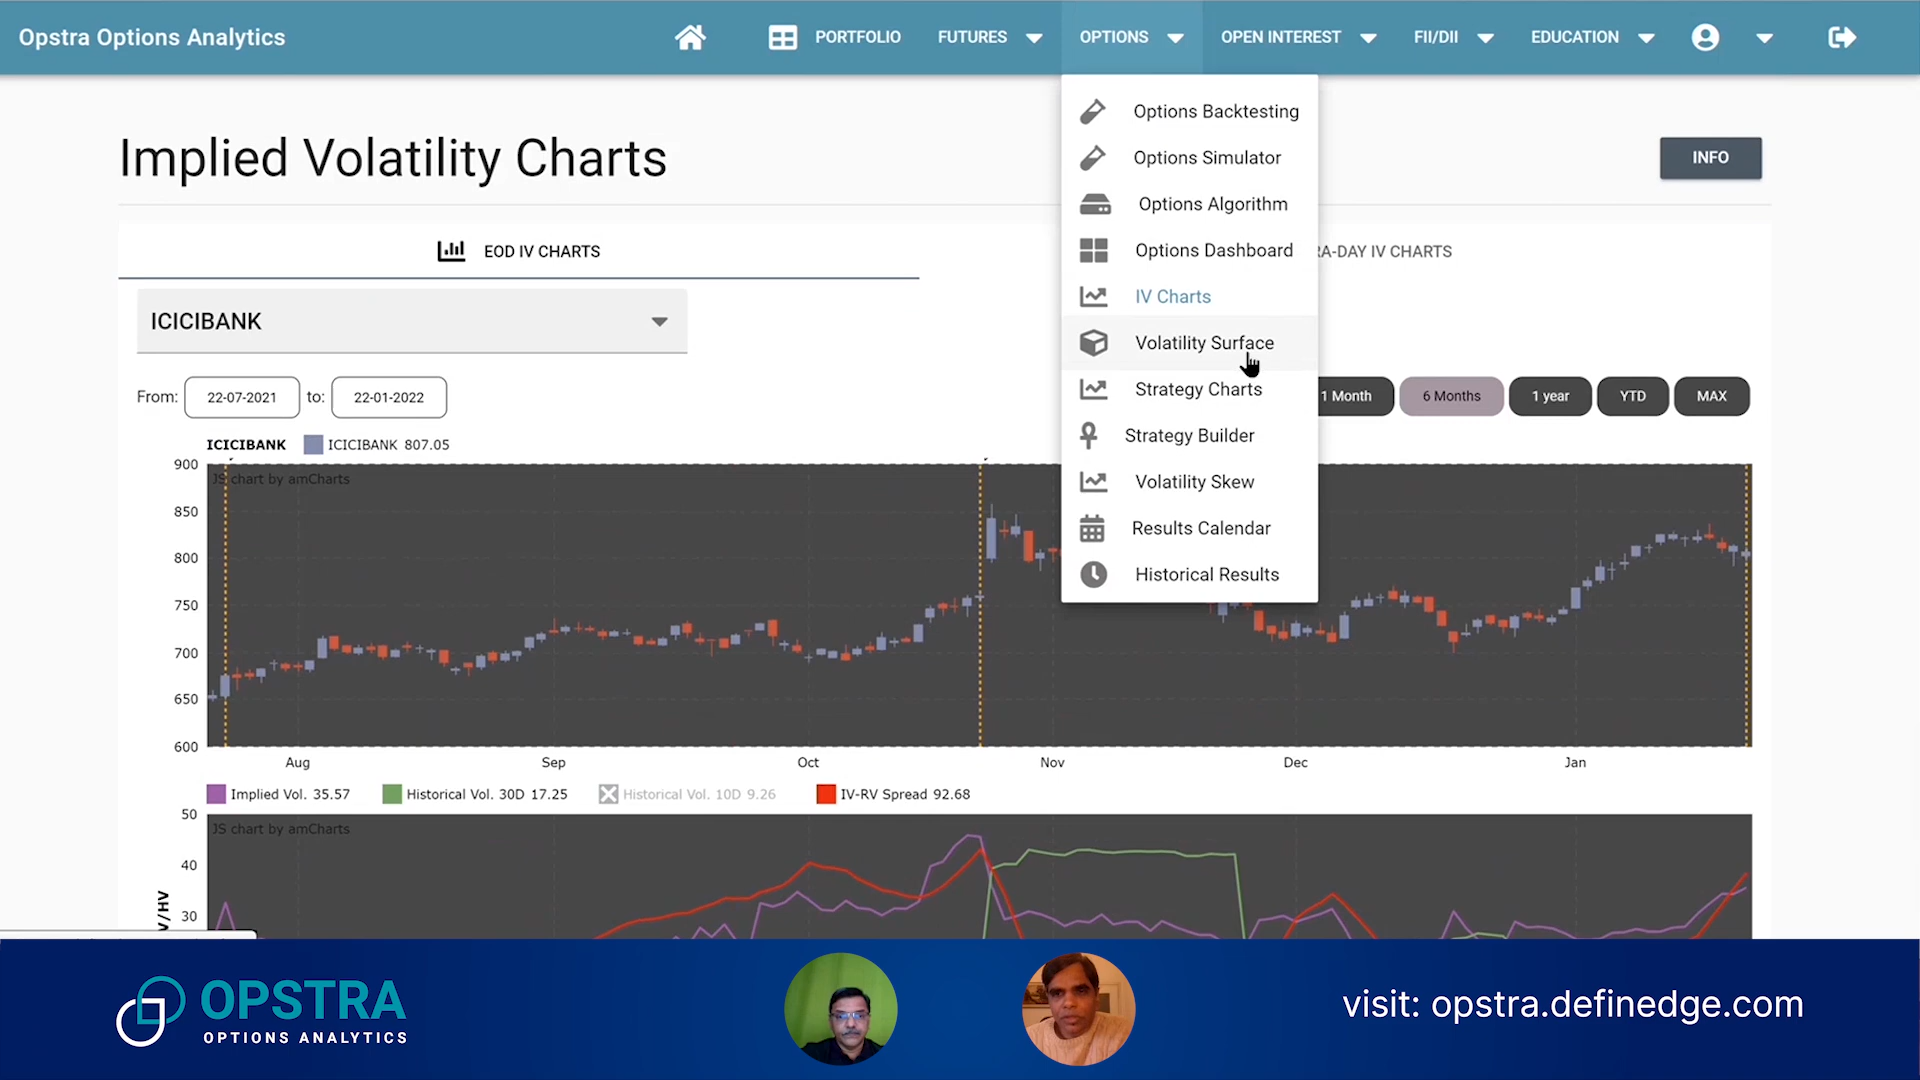 Opstra Options Analytics
PORTFOLIO
FUTURES
OPTIONS
OPEN INTEREST
FII/DII
EDUCATION
Options Backtesting
Options Simulator
Options Algorithm
Options Dashboard
IV Charts
Volatility Surface
Strategy Charts
Strategy Builder
Volatility Skew
Results Calendar
Historical Results
Implied Volatility Charts
INFO
EOD IV CHARTS
RA-DAY IV CHARTS
ICICIBANK
From: 22-07-2021 to: 22-01-2022
1 Month
6 Months
1 year
YTD
MAX
ICICIBANK ICICIBANK 807.05
JS chart by amCharts
900
850
800
750
700
650
600
Aug Sep Oct Nov Dec Jan
Implied Vol. 35.57 Historical Vol. 30D 17.25 Historical Vol. 10D 9.26 IV-RV Spread 92.68
JS chart by amCharts
50
40
30
V/HV
OPSTRA
OPTIONS ANALYTICS
visit: opstra.definedge.com